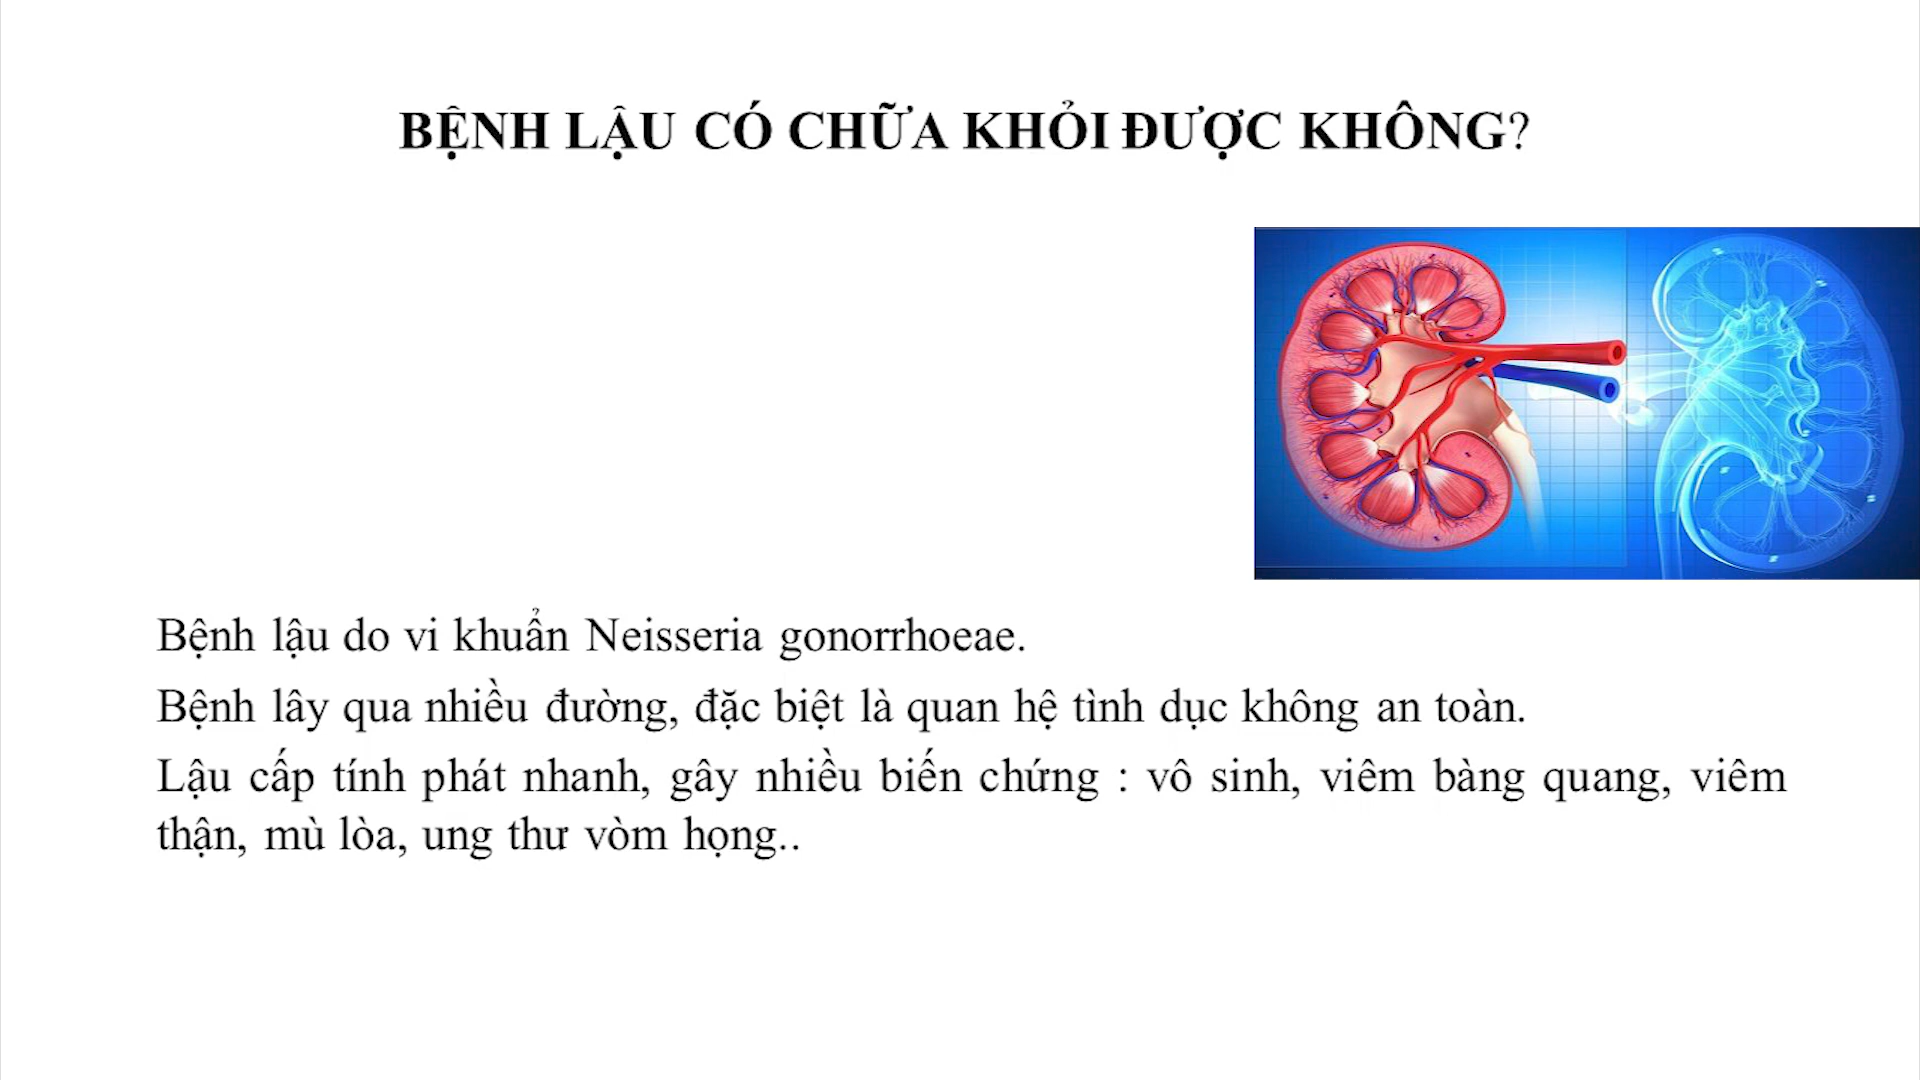 BỆNH LẬU CÓ CHỮA KHỎI ĐƯỢC KHÔNG?
Bệnh lậu do vi khuẩn Neisseria gonorrhoeae.
Bệnh lây qua nhiều đường, đặc biệt là quan hệ tình dục không an toàn.
Lậu cấp tính phát nhanh, gây nhiều biến chứng : vô sinh, viêm bàng quang, viêm
thận, mù lòa, ung thư vòm họng..